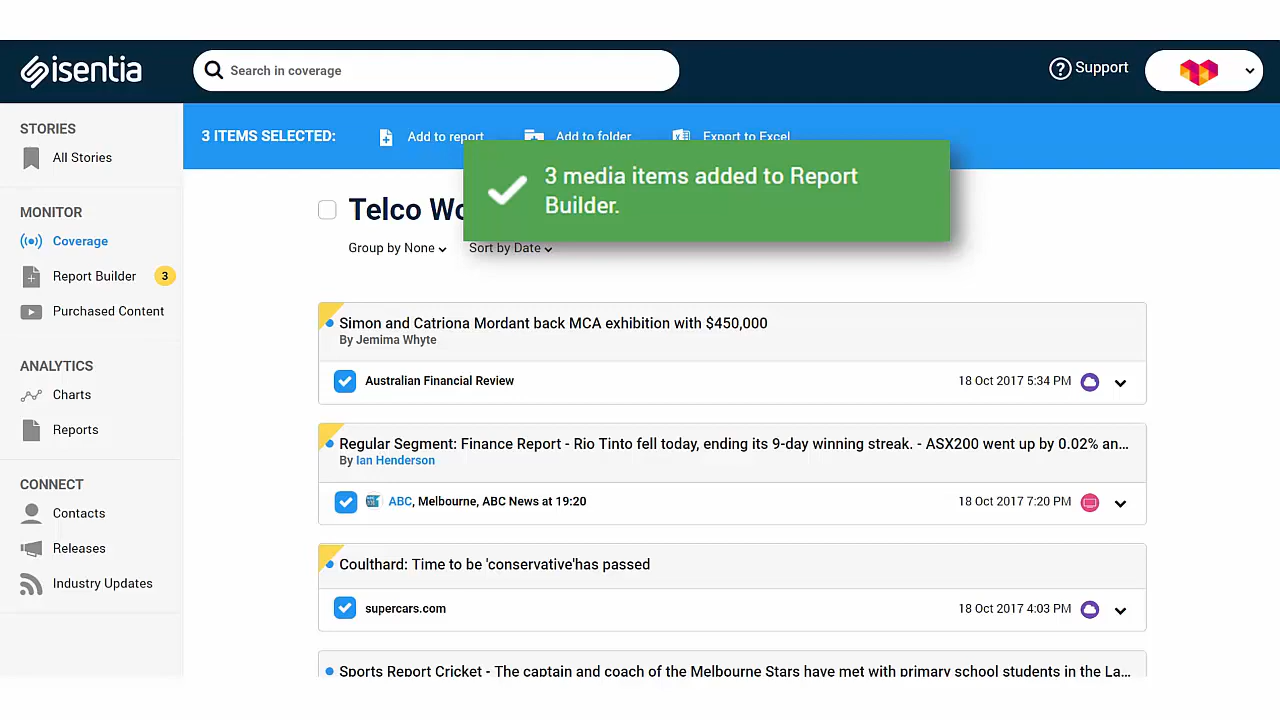 isentia
Search in coverage
Support
STORIES
All Stories
MONITOR
Coverage
Report Builder 3
Purchased Content
ANALYTICS
Charts
Reports
CONNECT
Contacts
Releases
Industry Updates
3 ITEMS SELECTED: Add to report Add to folder Export to Excel
3 media items added to Report
Builder.
Telco
Group by None Sort by Date
Simon and Catriona Mordant back MCA exhibition with $450,000
By Jemima Whyte
Australian Financial Review 18 Oct 2017 5:34 PM
Regular Segment: Finance Report - Rio Tinto fell today, ending its 9-day winning streak. - ASX200 went up by 0.02% an...
By Ian Henderson
ABC, Melbourne, ABC News at 19:20 18 Oct 2017 7:20 PM
Coulthard: Time to be 'conservative'has passed
supercars.com 18 Oct 2017 4:03 PM
Sports Report Cricket - The captain and coach of the Melbourne Stars have met with primary school students in the La...